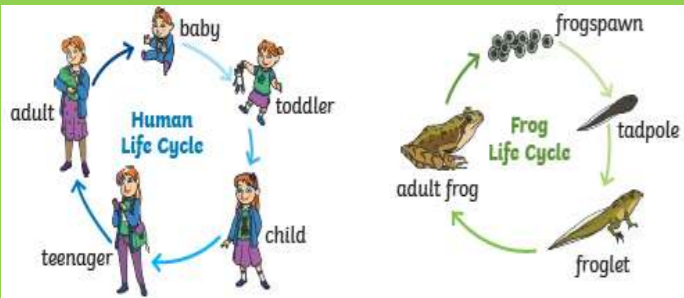 baby
toddler
child
teenager
adult
Human
Life Cycle
frogspawn
tadpole
froglet
adult frog
Frog
Life Cycle